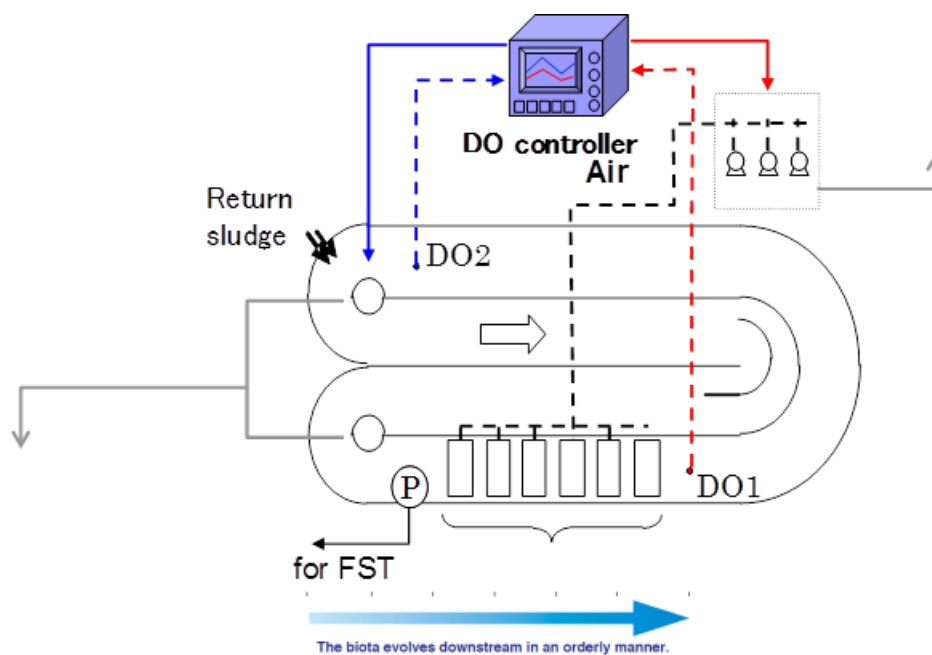 DO controller
Air
Return
sludge
DO2
DO1
P
for FST
The biota evolves downstream in an orderly manner.